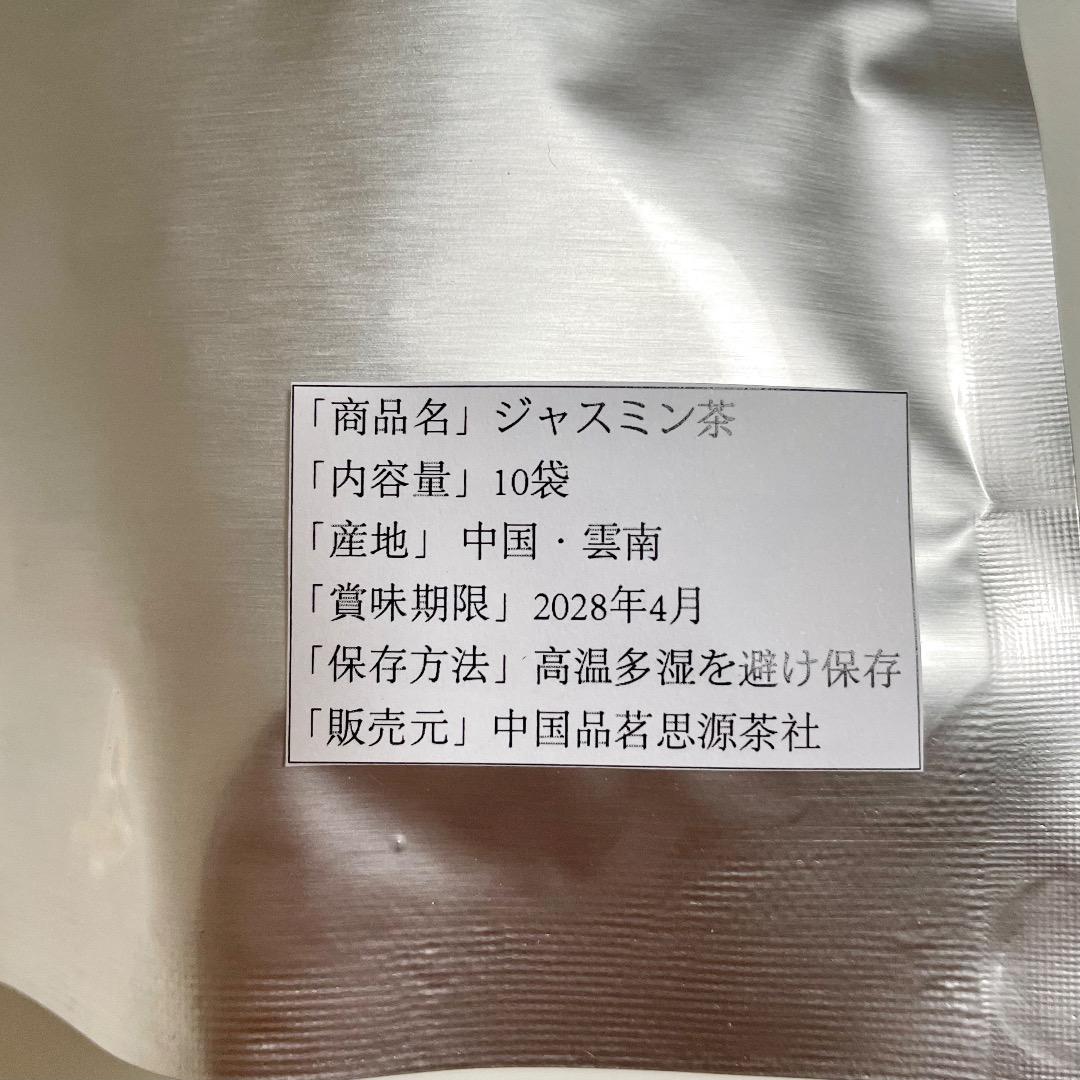 「商品名」ジャスミン茶
「内容量」10袋
「産地」 中国・雲南
「賞味期限」2028年4月
「保存方法」高温多湿を避け保存
「販売元」中国品茗思源茶社